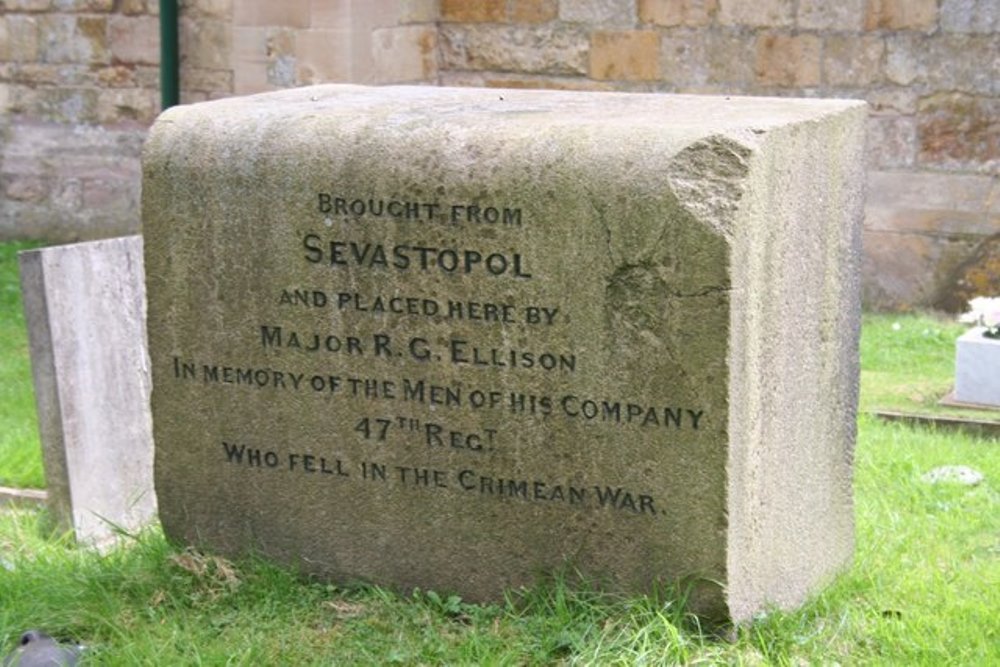 Brought from
Sevastopol
and placed here by
Major R. G. Ellison
In memory of the Men of his Company
47TH Regt
Who fell in the Crimean War.